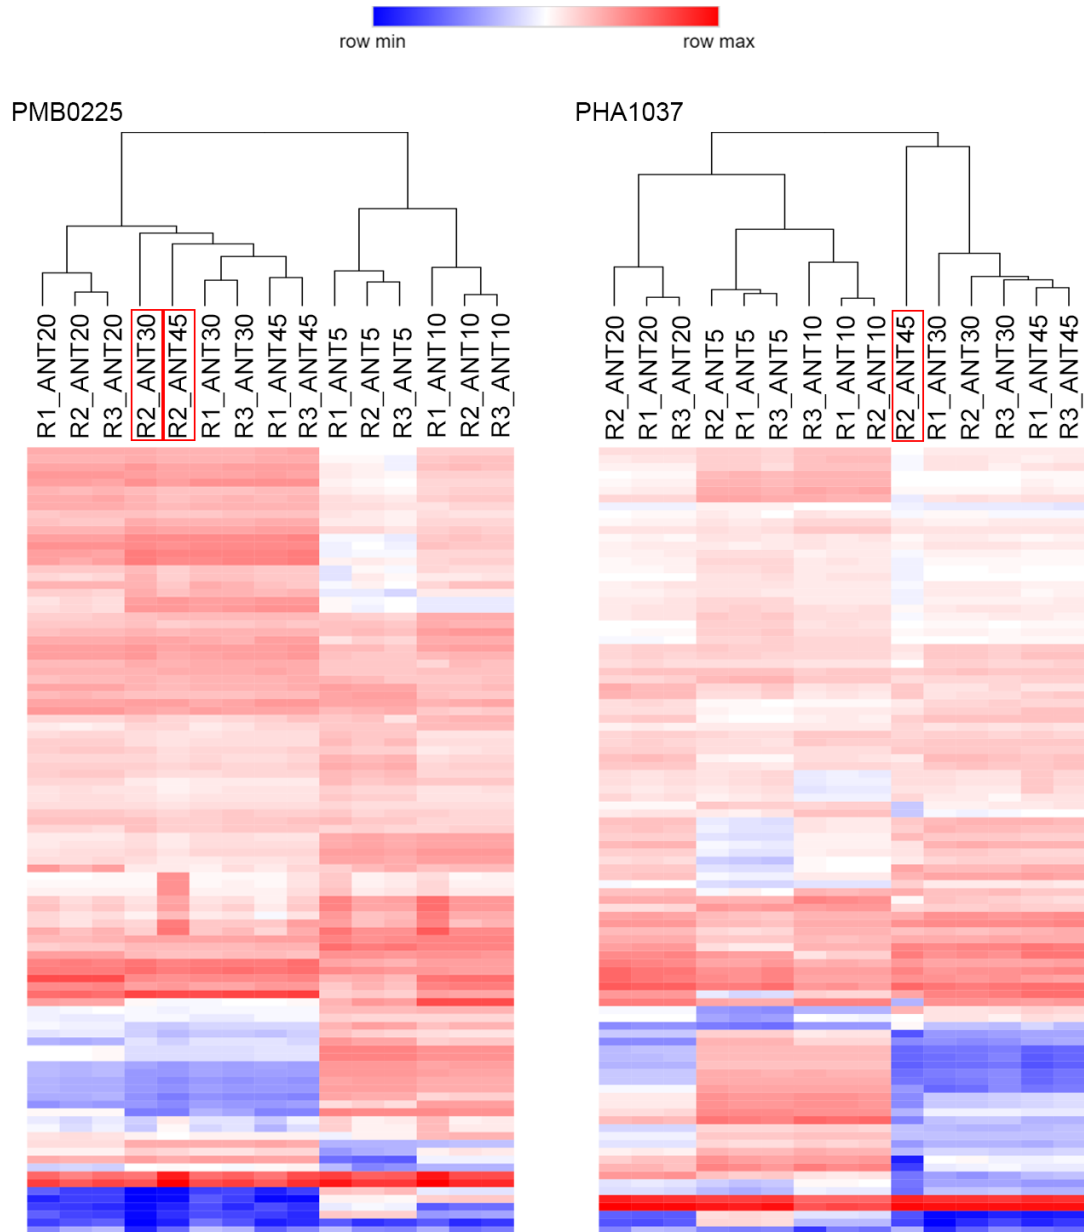 row min row max
PMB0225 PHA1037
R1_ANT20
R2_ANT20
R3_ANT20
R2_ANT30
R2_ANT45
R1_ANT30
R3_ANT30
R1_ANT45
R3_ANT45
R1_ANT5
R2_ANT5
R3_ANT5
R1_ANT10
R2_ANT10
R3_ANT10
R2_ANT20
R1_ANT20
R3_ANT20
R2_ANT5
R1_ANT5
R3_ANT5
R3_ANT10
R1_ANT10
R2_ANT10
R2_ANT45
R1_ANT30
R2_ANT30
R3_ANT30
R1_ANT45
R3_ANT45